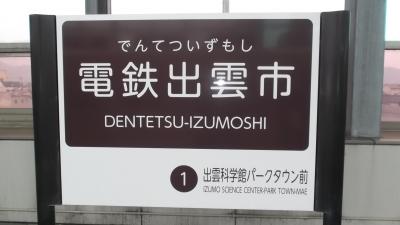 でんてついずもし
電鉄出雲市
DENTETSU-IZUMOSHI
1 出雲科学館パークタウン前
IZUMO SCIENCE CENTER-PARK TOWN-MAE